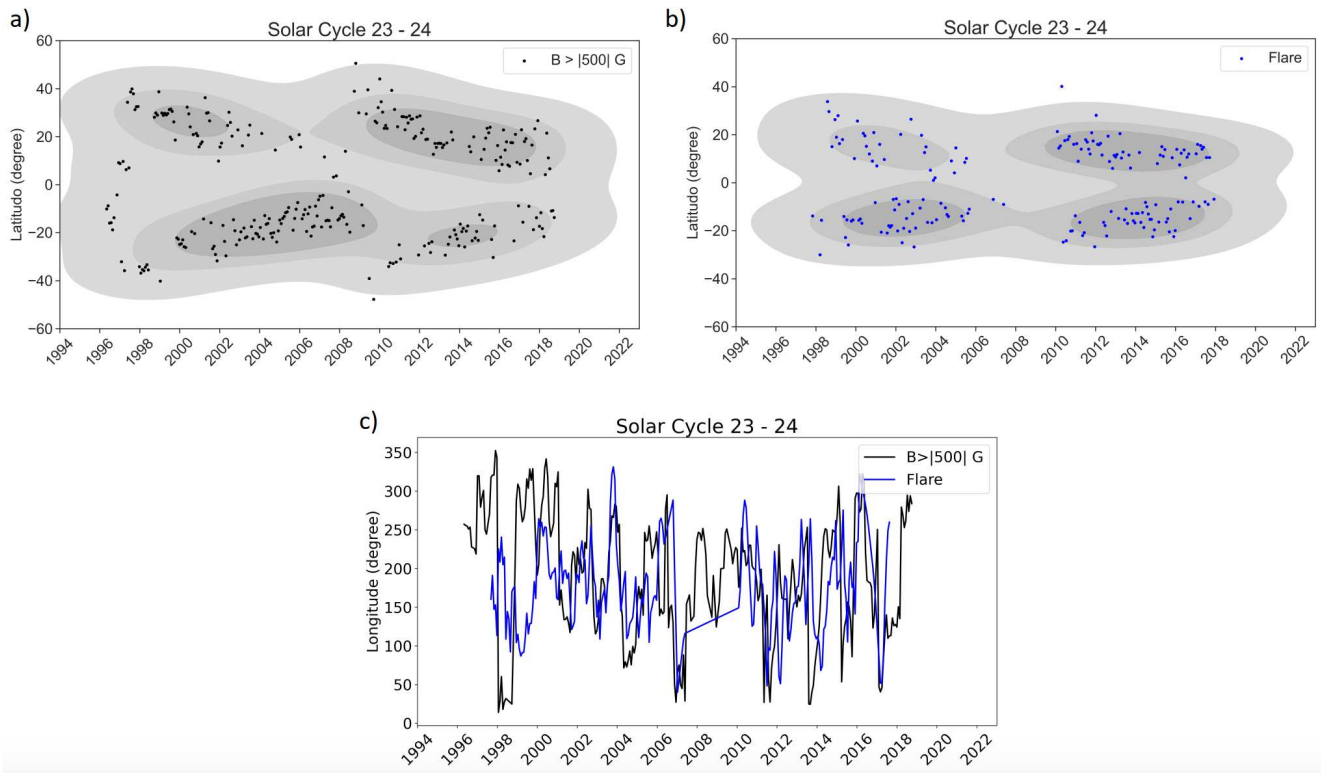 a)
Solar Cycle 23 - 24
B > |500| G
Latitudo (degree)
60
40
20
0
−20
−40
−60
1994 1996 1998 2000 2002 2004 2006 2008 2010 2012 2014 2016 2018 2020 2022
b)
Solar Cycle 23 - 24
Flare
Latitudo (degree)
60
40
20
0
−20
−40
−60
1994 1996 1998 2000 2002 2004 2006 2008 2010 2012 2014 2016 2018 2020 2022
c)
Solar Cycle 23 - 24
B>|500| G
Flare
Longitude (degree)
350
300
250
200
150
100
50
0
1994 1996 1998 2000 2002 2004 2006 2008 2010 2012 2014 2016 2018 2020 2022